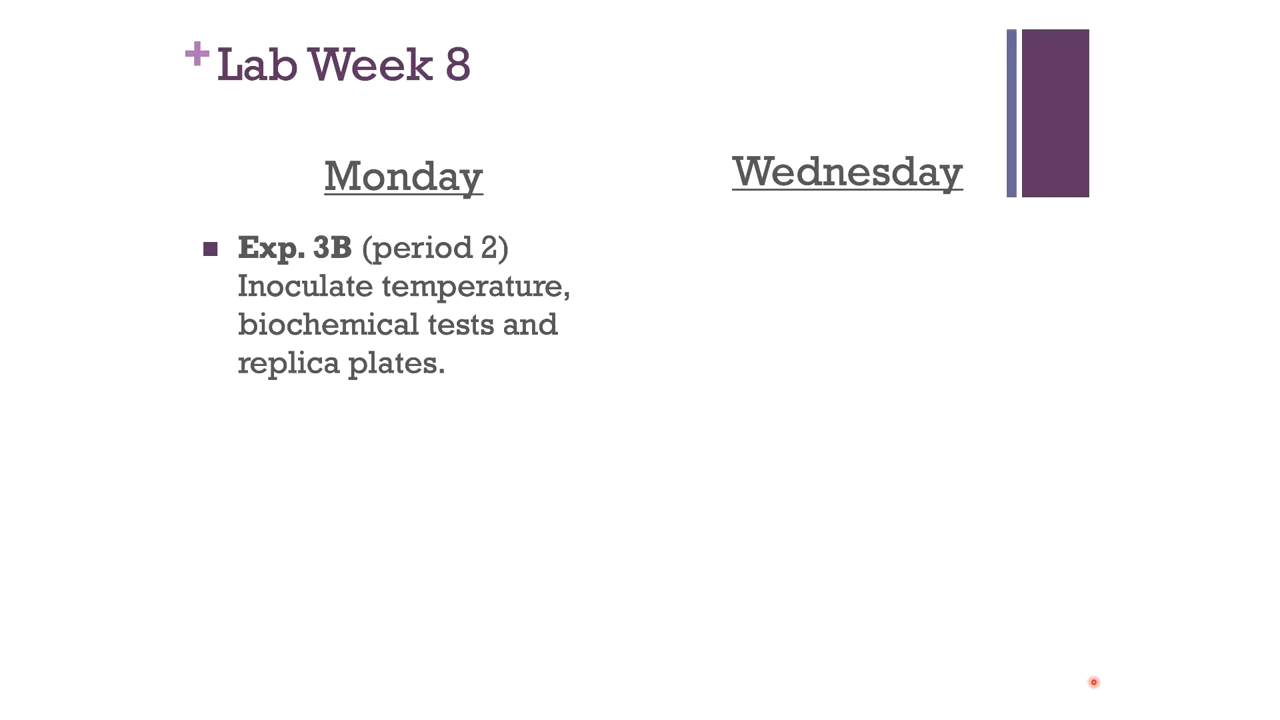 + Lab Week 8
Monday
Wednesday
Exp. 3B (period 2)
Inoculate temperature,
biochemical tests and
replica plates.